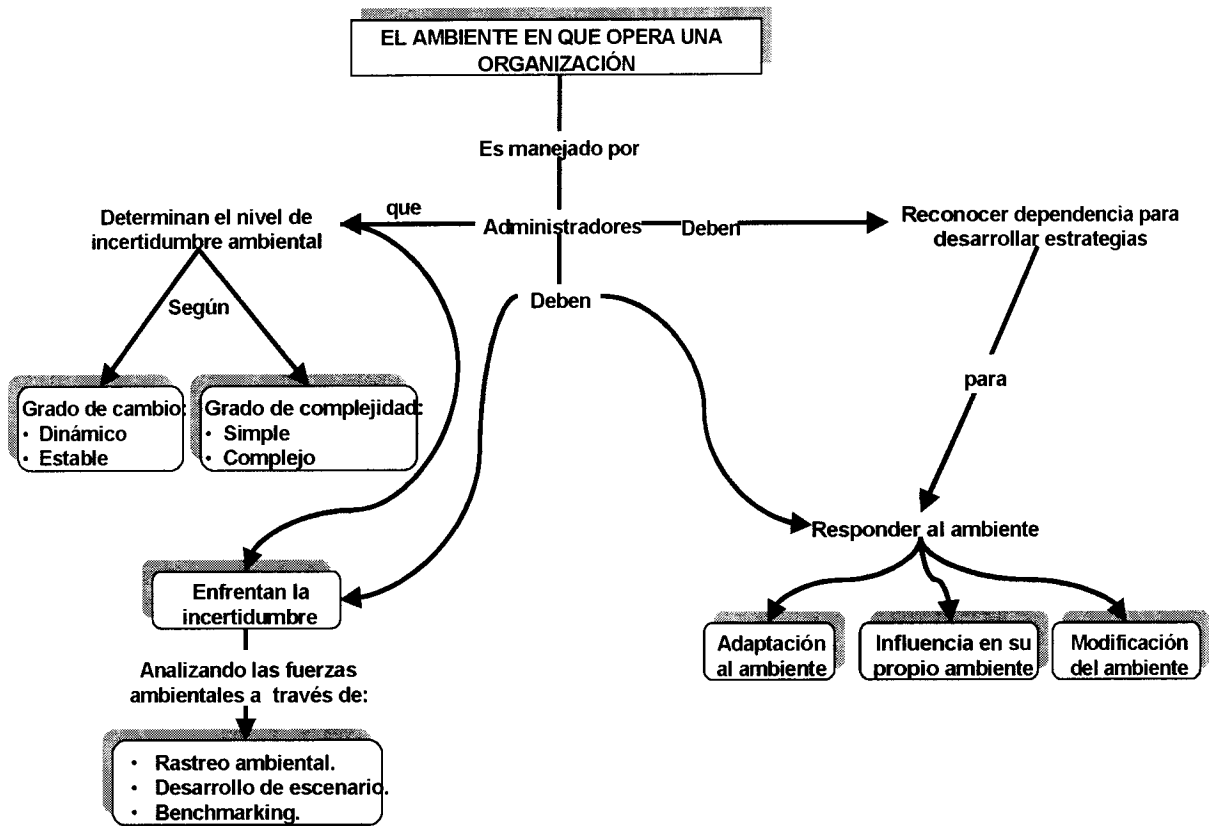 EL AMBIENTE EN QUE OPERA UNA
ORGANIZACIÓN
Es manejado por
Determinan el nivel de
incertidumbre ambiental
que
Administradores
Deben
Reconocer dependencia para
desarrollar estrategias
Según
Deben
para
Grado de cambio:
· Dinámico
· Estable
Grado de complejidad:
· Simple
· Complejo
Responder al ambiente
Enfrentan la
incertidumbre
Adaptación
al ambiente
Influencia en su
propio ambiente
Modificación
del ambiente
Analizando las fuerzas
ambientales a través de:
· Rastreo ambiental.
· Desarrollo de escenario.
· Benchmarking.